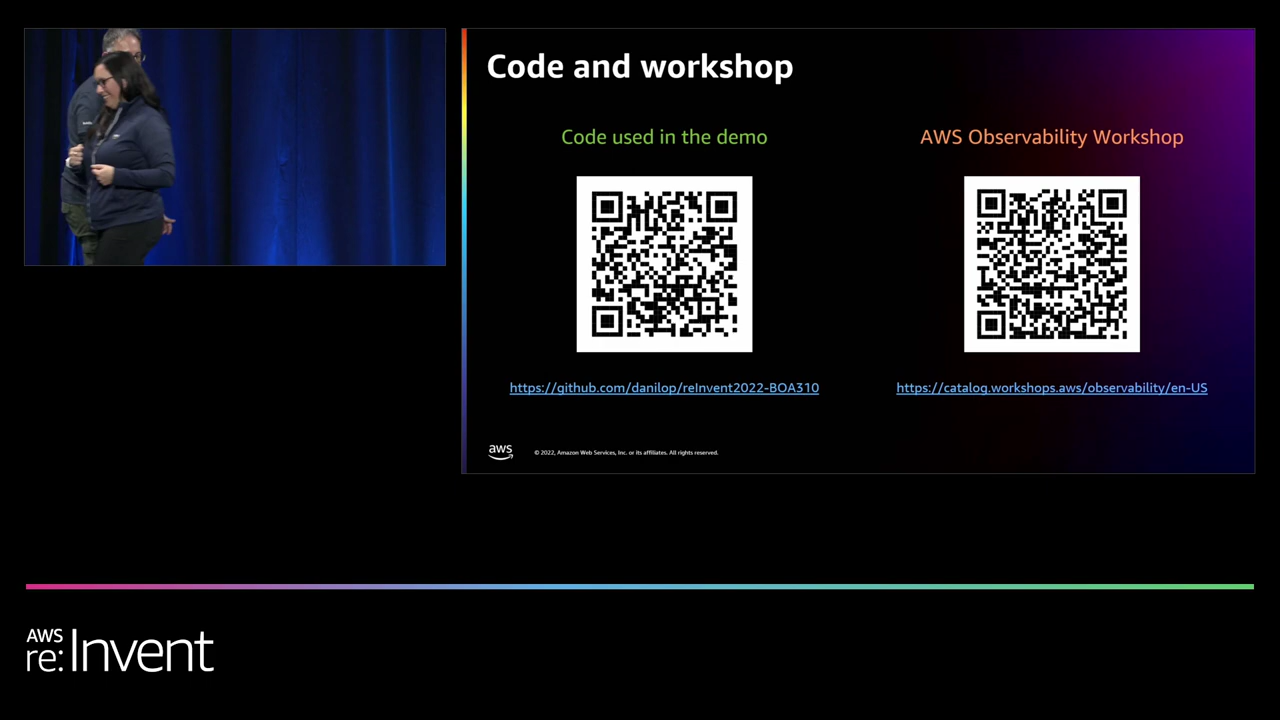 Code and workshop
Code used in the demo
AWS Observability Workshop
https://github.com/danilop/reInvent2022-BOA310
https://catalog.workshops.aws/observability/en-US
aws
© 2022, Amazon Web Services, Inc. or its affiliates. All rights reserved.
AWS
re:Invent